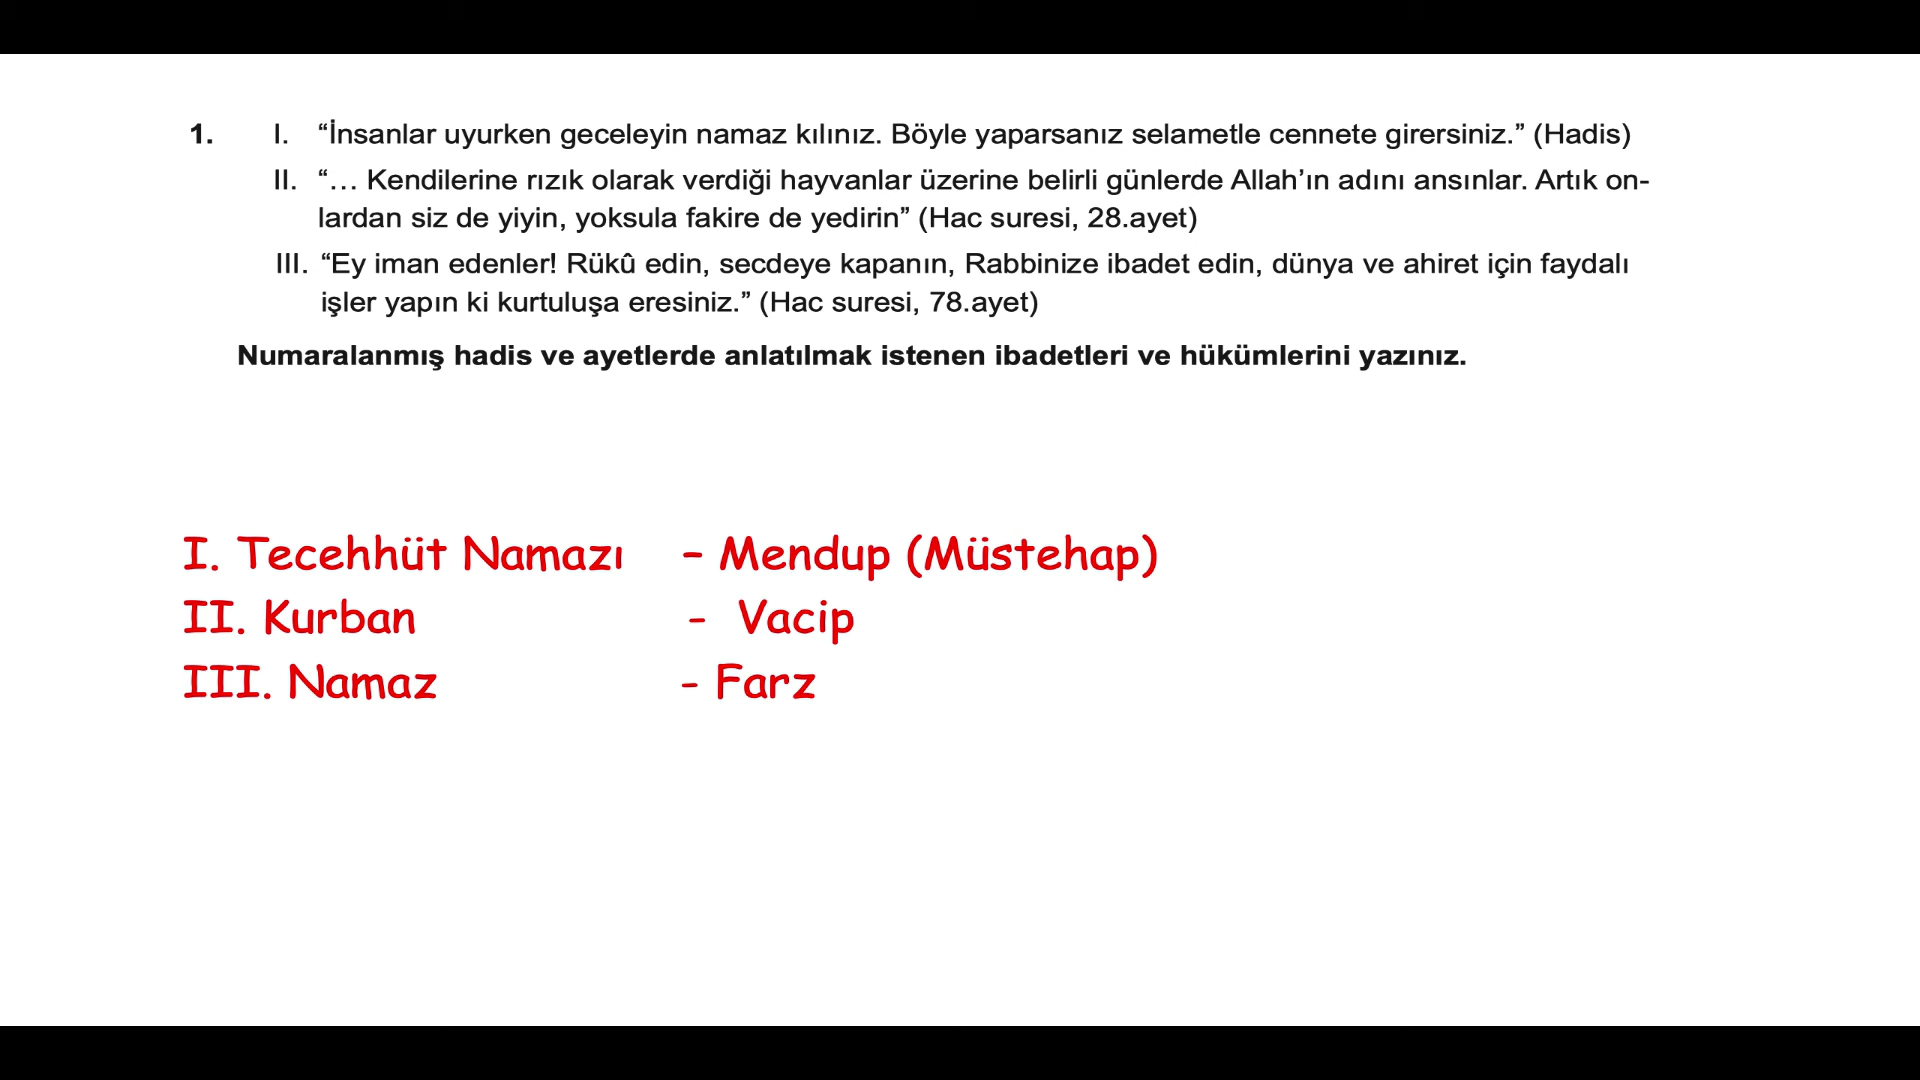 1. I. “İnsanlar uyurken geceleyin namaz kılınız. Böyle yaparsanız selametle cennete girersiniz.” (Hadis)
II. “… Kendilerine rızık olarak verdiği hayvanlar üzerine belirli günlerde Allah’ın adını ansınlar. Artık on-
lardan siz de yiyin, yoksula fakire de yedirin” (Hac suresi, 28.ayet)
III. “Ey iman edenler! Rükû edin, secdeye kapanın, Rabbinize ibadet edin, dünya ve ahiret için faydalı
işler yapın ki kurtuluşa eresiniz.” (Hac suresi, 78.ayet)
Numaralanmış hadis ve ayetlerde anlatılmak istenen ibadetleri ve hükümlerini yazınız.
I. Tecehhüt Namazı – Mendup (Müstehap)
II. Kurban - Vacip
III. Namaz - Farz